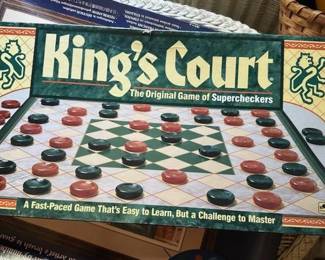 King's Court
The Original Game of Supercheckers
A Fast-Paced Game That's Easy to Learn, But a Challenge to Master